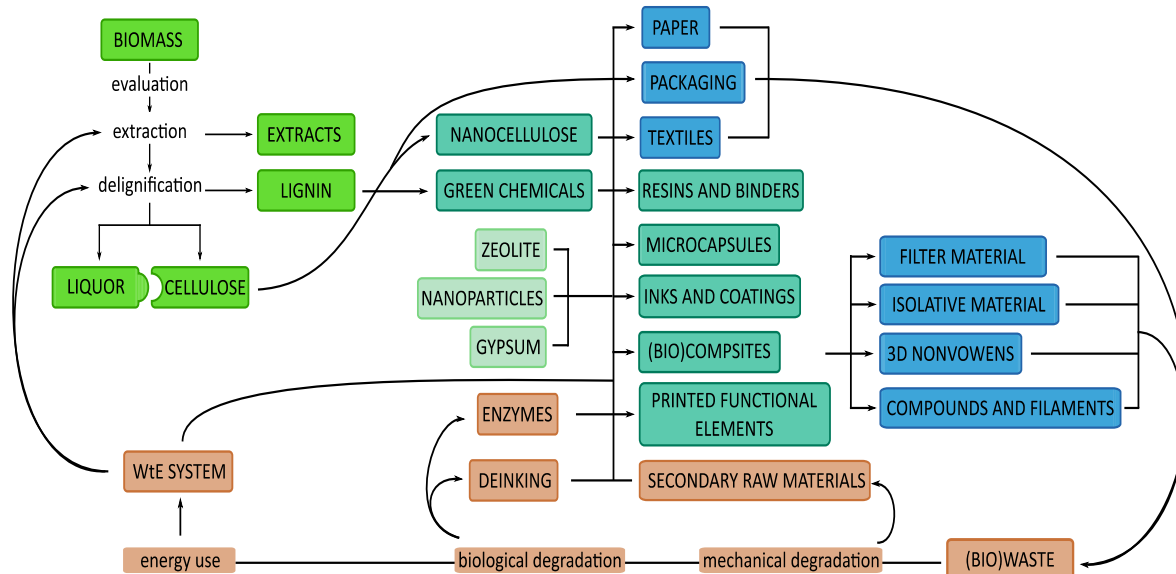 BIOMASS
evaluation
extraction
delignification
EXTRACTS
LIGNIN
LIQUOR
CELLULOSE
NANOCELLULOSE
GREEN CHEMICALS
ZEOLITE
NANOPARTICLES
GYPSUM
PAPER
PACKAGING
TEXTILES
RESINS AND BINDERS
MICROCAPSULES
INKS AND COATINGS
(BIO)COMPSITES
PRINTED FUNCTIONAL
ELEMENTS
FILTER MATERIAL
ISOLATIVE MATERIAL
3D NONVOWENS
COMPOUNDS AND FILAMENTS
ENZYMES
DEINKING
SECONDARY RAW MATERIALS
WtE SYSTEM
energy use
biological degradation
mechanical degradation
(BIO)WASTE